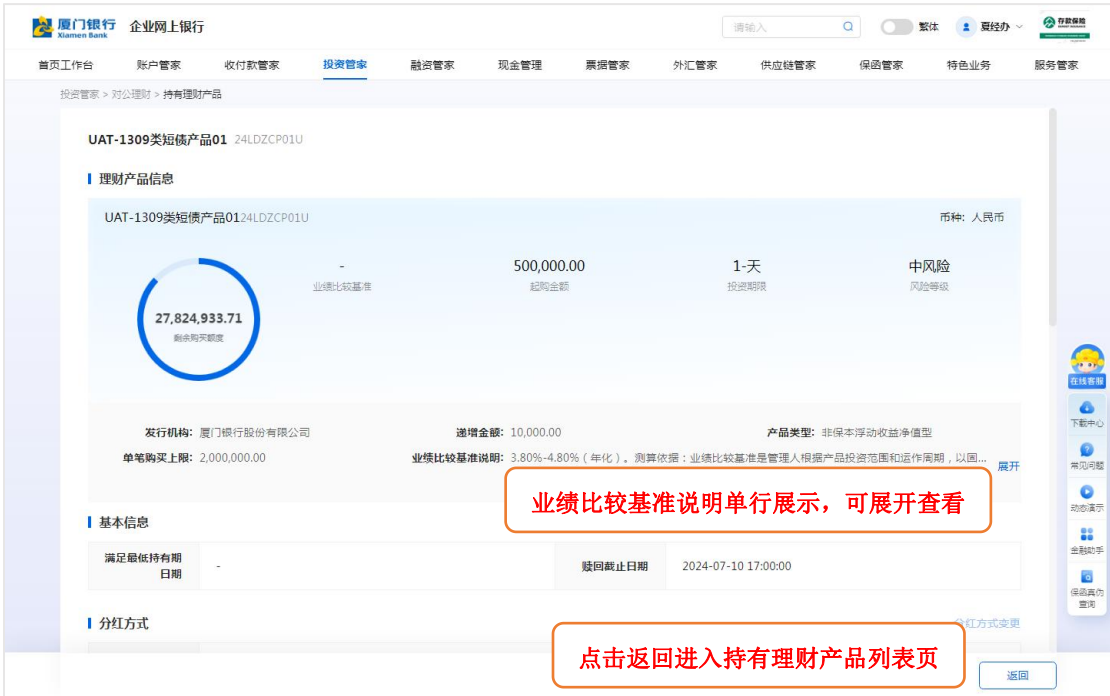 厦门银行 企业网上银行 请输入 繁体 夏经办 存款保险
Xiamen Bank
首页工作台 账户管家 收付款管家 投资管家 融资管家 现金管理 票据管家 外汇管家 供应链管家 保函管家 特色业务 服务管家
投资管家 > 对公理财 > 持有理财产品
UAT-1309类短债产品01 24LDZCP01U
理财产品信息
UAT-1309类短债产品0124LDZCP01U 币种: 人民币
- 500,000.00 1-天 中风险
业绩比较基准 起购金额 投资期限 风险等级
27,824,933.71
剩余购买额度
发行机构: 厦门银行股份有限公司 递增金额: 10,000.00 产品类型: 非保本浮动收益净值型
单笔购买上限: 2,000,000.00 业绩比较基准说明: 3.80%-4.80% ( 年化 ) 。测算依据 : 业绩比较基准是管理人根据产品投资范围和运作周期 , 以固... 展开
业绩比较基准说明单行展示，可展开查看
基本信息
满足最低持有期
日期
-
赎回截止日期 2024-07-10 17:00:00
分红方式 分红方式变更
点击返回进入持有理财产品列表页
返回
在线客服
下载中心
常见问题
动态演示
金融助手
保函真伪
查询